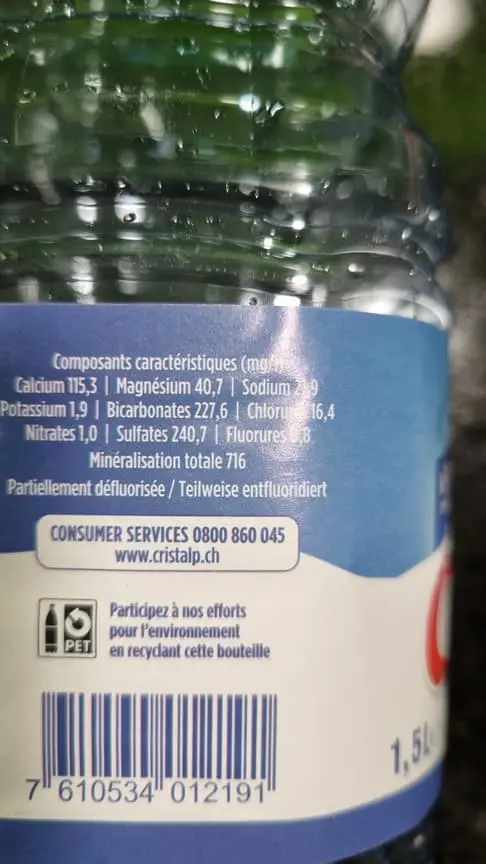 Composants caractéristiques (mg/
Calcium 115,3 | Magnésium 40,7 | Sodium
Potassium 1,9 | Bicarbonates 227,6 | 16,4
Nitrates 1,0 | Sulfates 240,7 | Fluorures
Minéralisation totale 716
Partiellement défluorisée / Teilweise entfluoridiert
CONSUMER SERVICES 0800 860 045
www.cristalp.ch
PET
Participez à nos efforts
pour l'environnement
en recyclant cette bouteille
7 610534 012191
1,5L